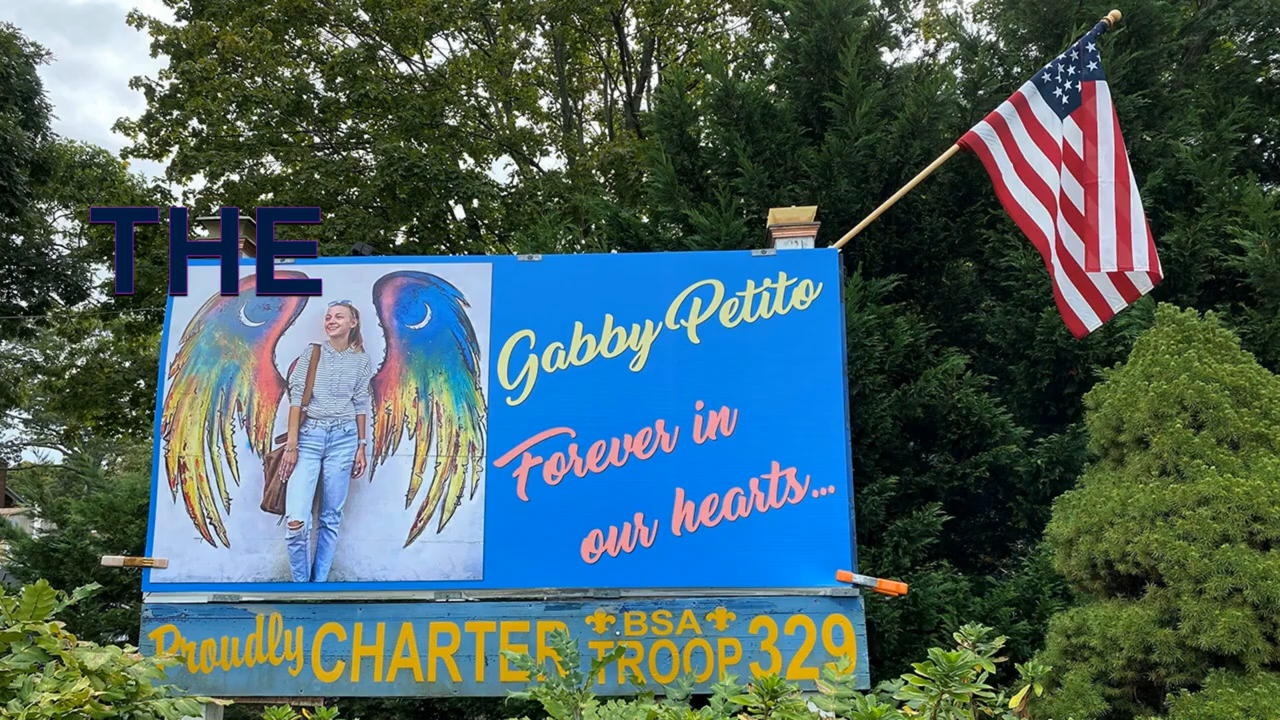 THE
Gabby Petito
Forever in
our hearts...
Proudly CHARTER BSA TROOP 329